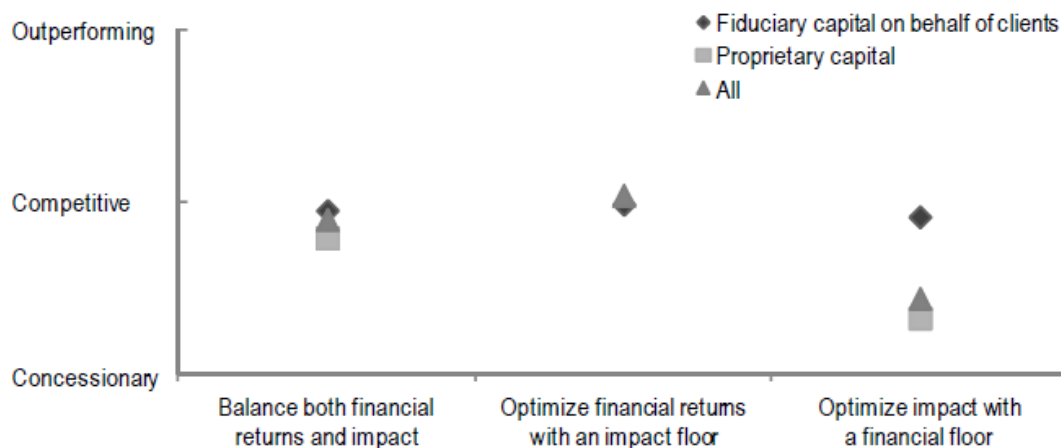 Outperforming
Fiduciary capital on behalf of clients
Proprietary capital
All
Competitive
Concessionary
Balance both financial
returns and impact
Optimize financial returns
with an impact floor
Optimize impact with
a financial floor